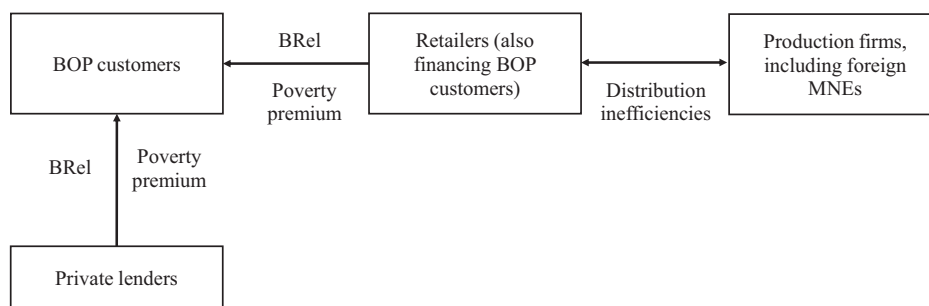 BOP customers
BRel
Poverty
premium
Retailers (also
financing BOP
customers)
Distribution
inefficiencies
Production firms,
including foreign
MNEs
BRel
Poverty
premium
Private lenders